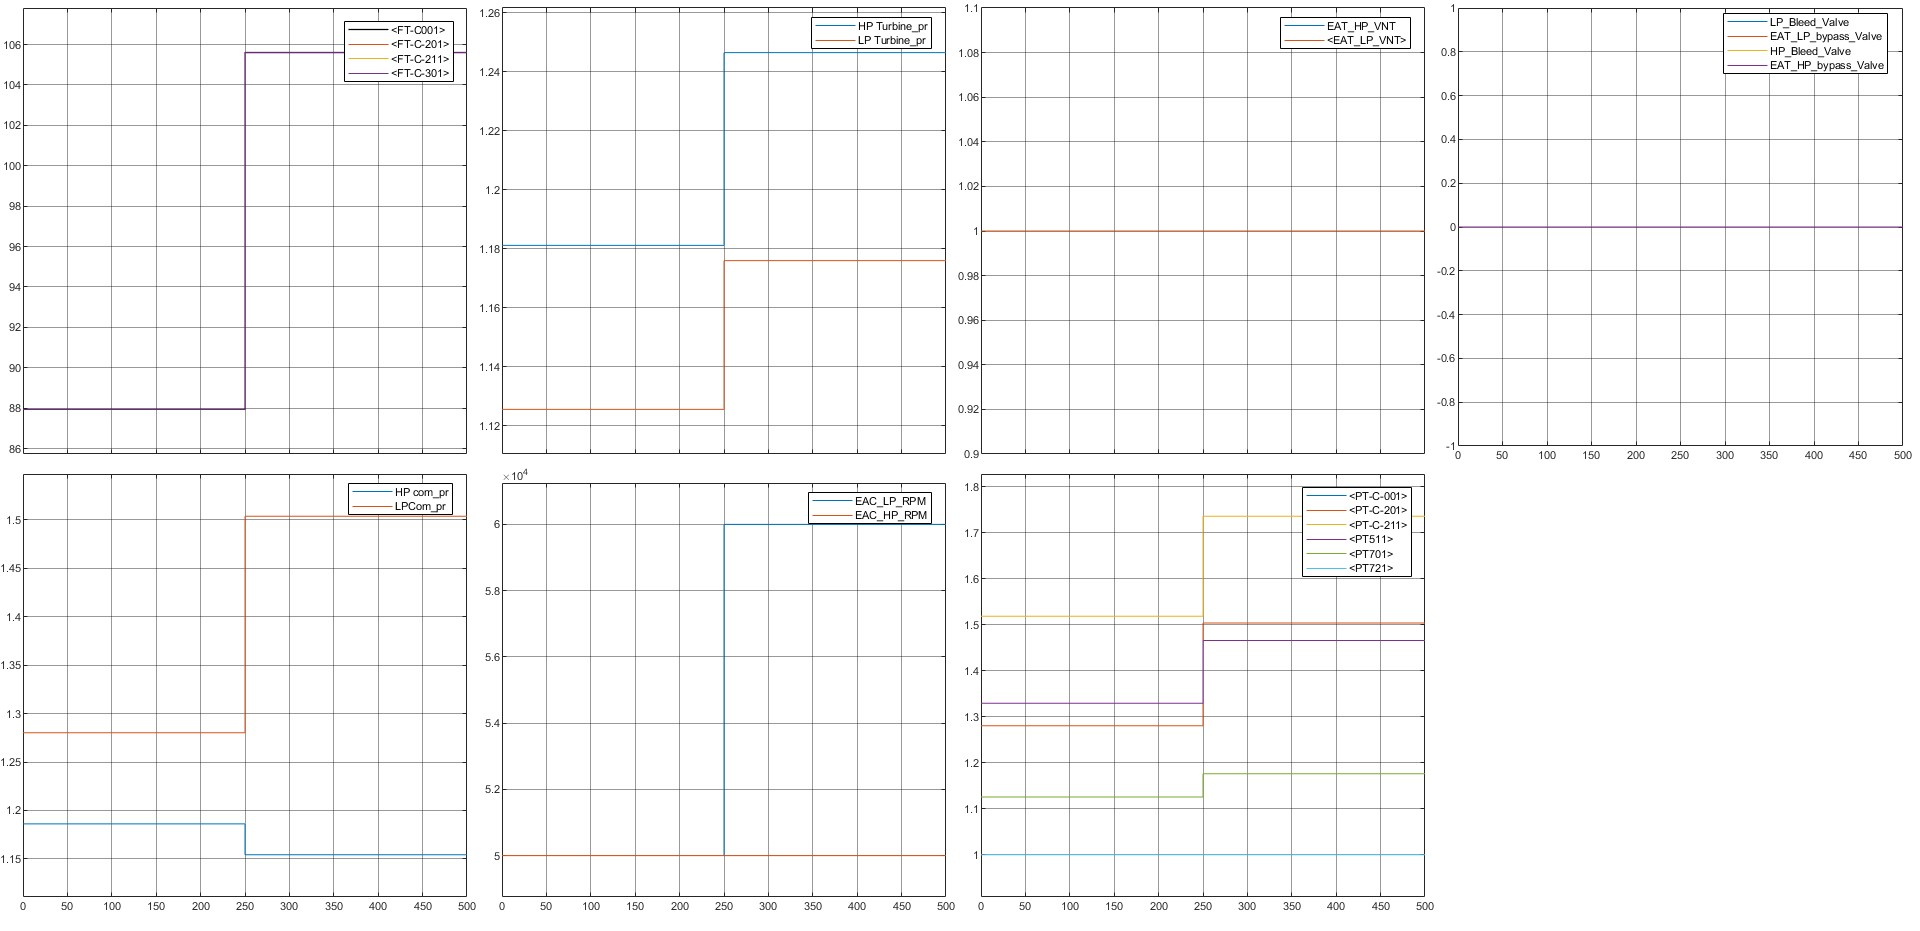 106
104
102
100
98
96
94
92
90
88
86
<FT-C001>
<FT-C-201>
<FT-C-211>
<FT-C-301>
1.26
1.24
1.22
1.2
1.18
1.16
1.14
1.12
HP Turbine_pr
LP Turbine_pr
1.1
1.08
1.06
1.04
1.02
1
0.98
0.96
0.94
0.92
0.9
EAT_HP_VNT
<EAT_LP_VNT>
1
0.8
0.6
0.4
0.2
0
-0.2
-0.4
-0.6
-0.8
-1
LP_Bleed_Valve
EAT_LP_bypass_Valve
HP_Bleed_Valve
EAT_HP_bypass_Valve
0 50 100 150 200 250 300 350 400 450 500
1.5
1.45
1.4
1.35
1.3
1.25
1.2
1.15
HP com_pr
LPCom_pr
0 50 100 150 200 250 300 350 400 450 500
×10⁴
6
5.8
5.6
5.4
5.2
5
EAC_LP_RPM
EAC_HP_RPM
0 50 100 150 200 250 300 350 400 450 500
1.8
1.7
1.6
1.5
1.4
1.3
1.2
1.1
1
<PT-C-001>
<PT-C-201>
<PT-C-211>
<PT511>
<PT701>
<PT721>
0 50 100 150 200 250 300 350 400 450 500